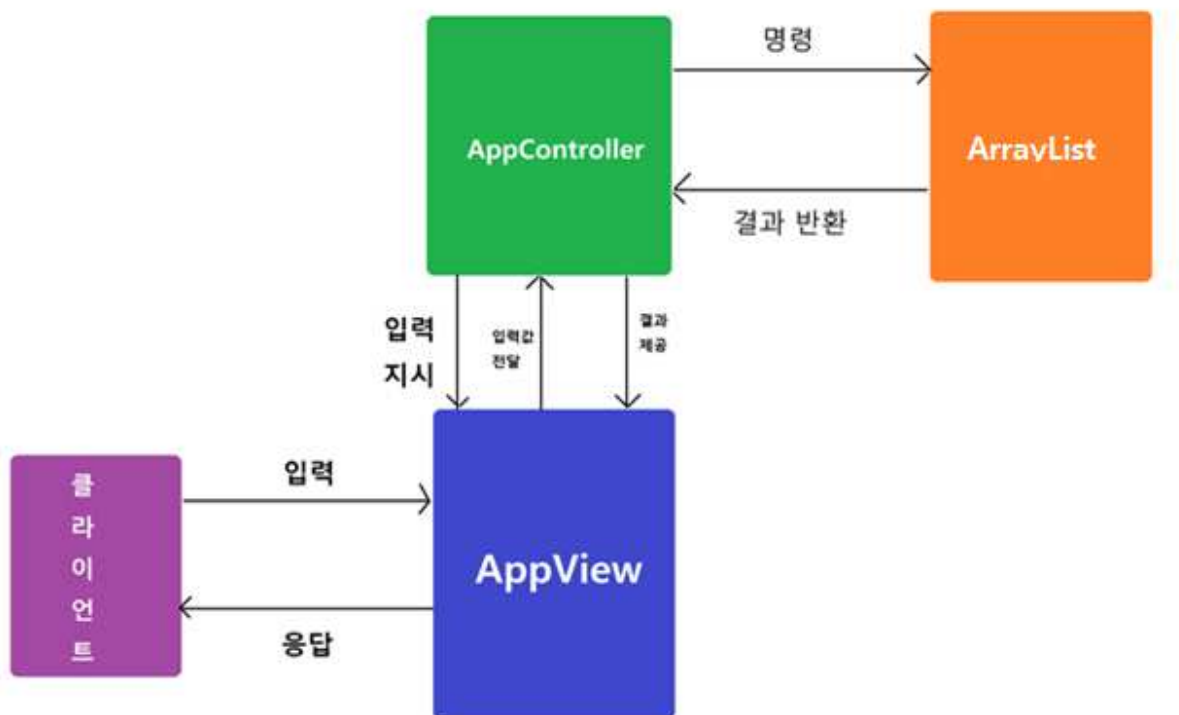 명령
AppController
ArrayList
결과 반환
입력
지시
입력값
전달
결과
제공
클
라
이
언
트
입력
AppView
응답